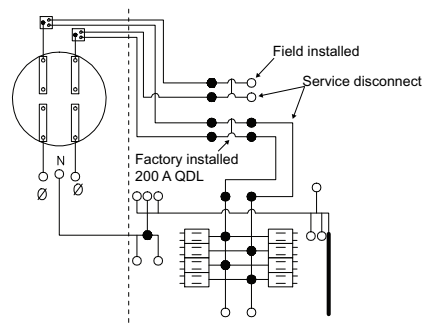 Field installed
Service disconnect
Factory installed
200 A QDL
N
Ø Ø